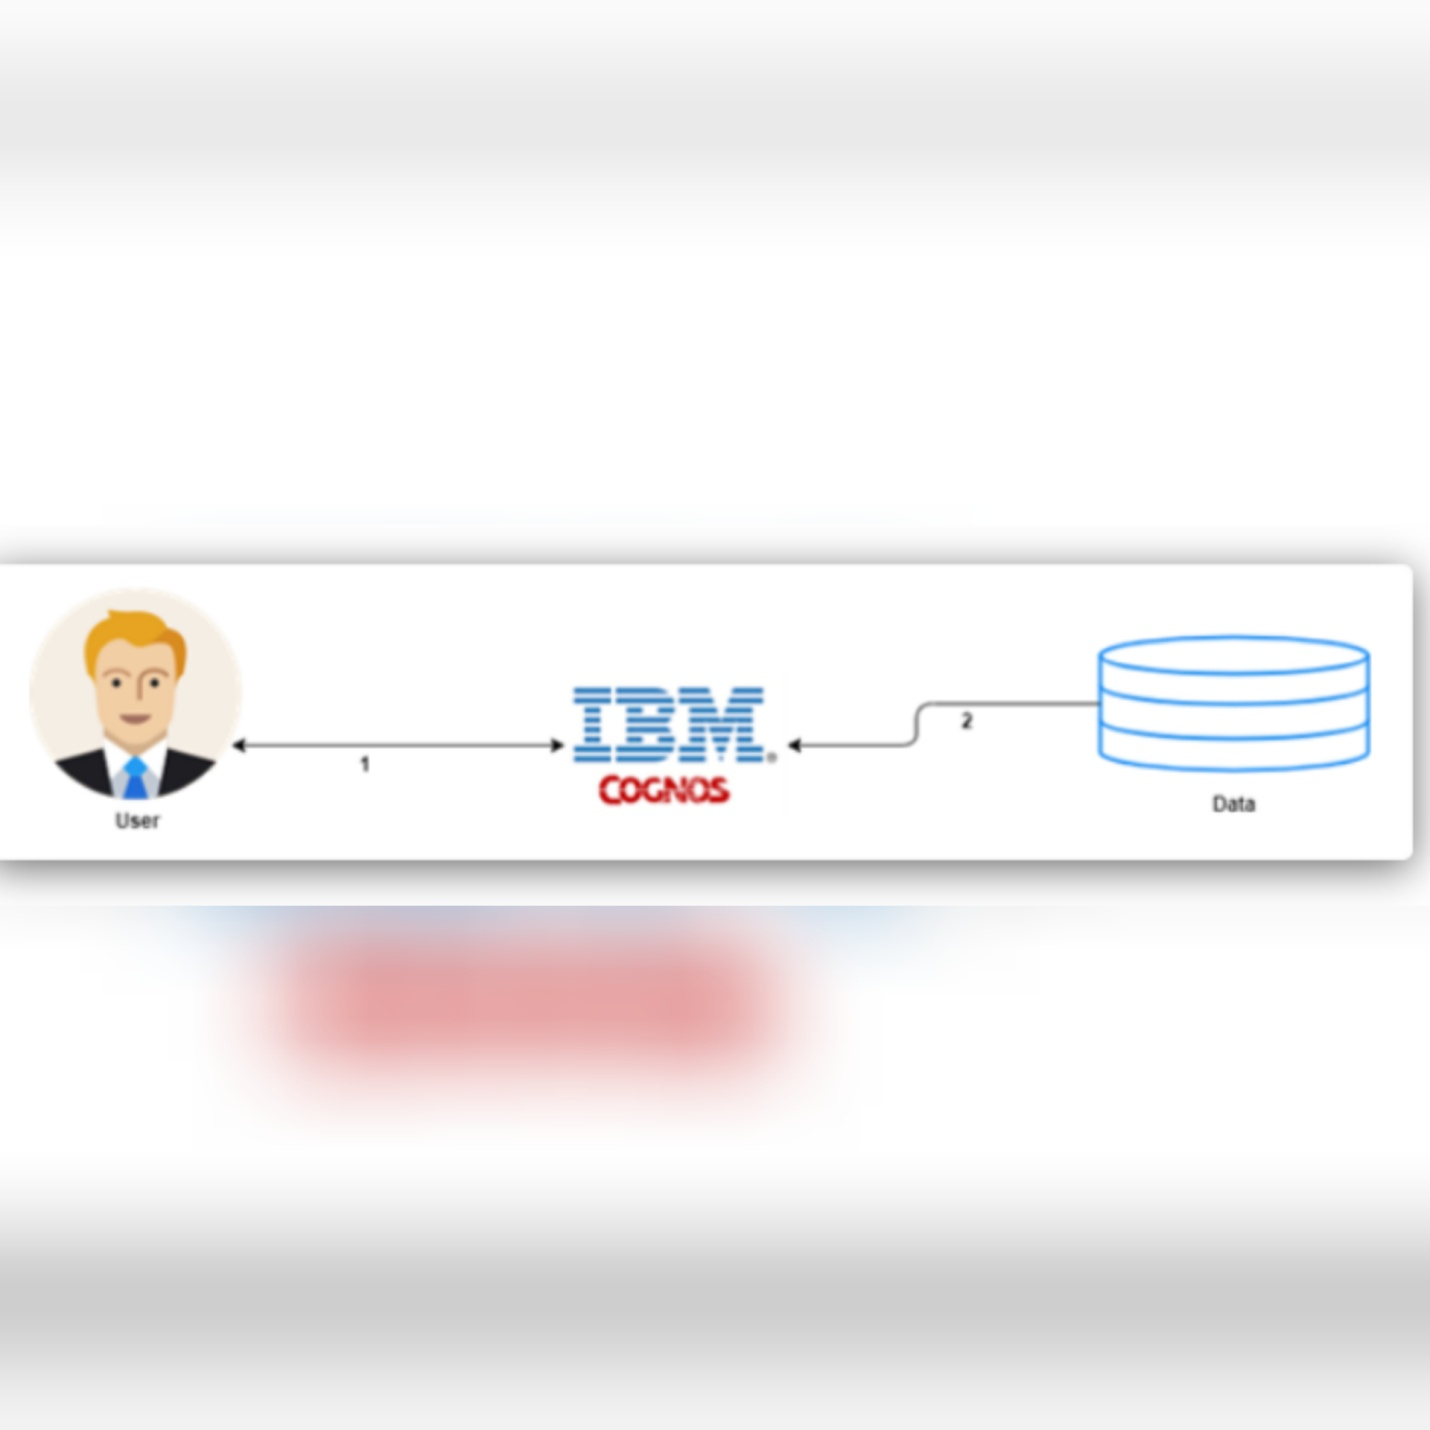 IBM®
COGNOS
1
2
User
Data